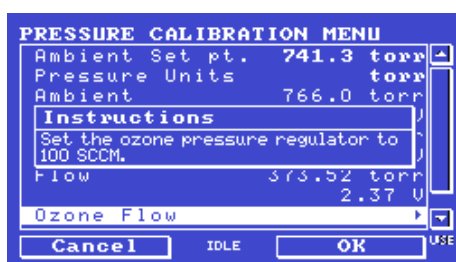 PRESSURE CALIBRATION MENU
Ambient Set pt. 741.3 torr
Pressure Units torr
Ambient 766.0 torr
Instructions
Set the ozone pressure regulator to
100 SCCM.
Flow 373.52 torr
2.37 V
Ozone Flow
Cancel IDLE OK USE